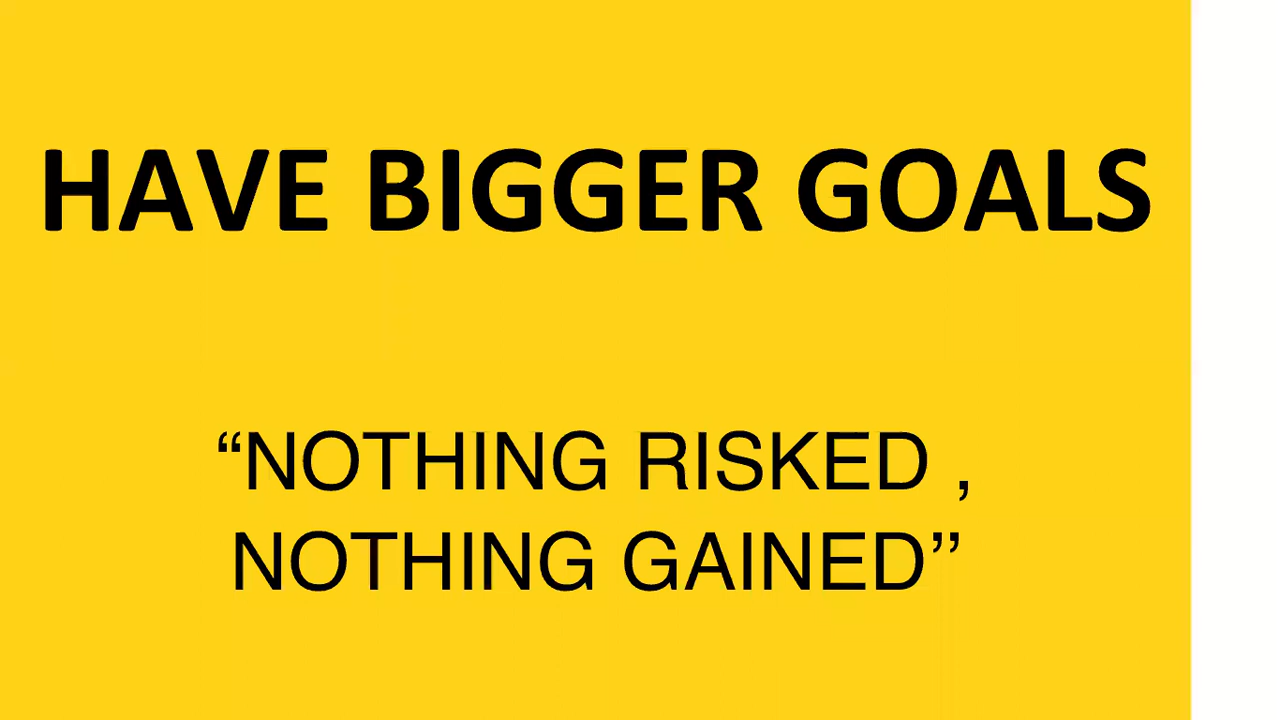 HAVE BIGGER GOALS
“NOTHING RISKED ,
NOTHING GAINED’’